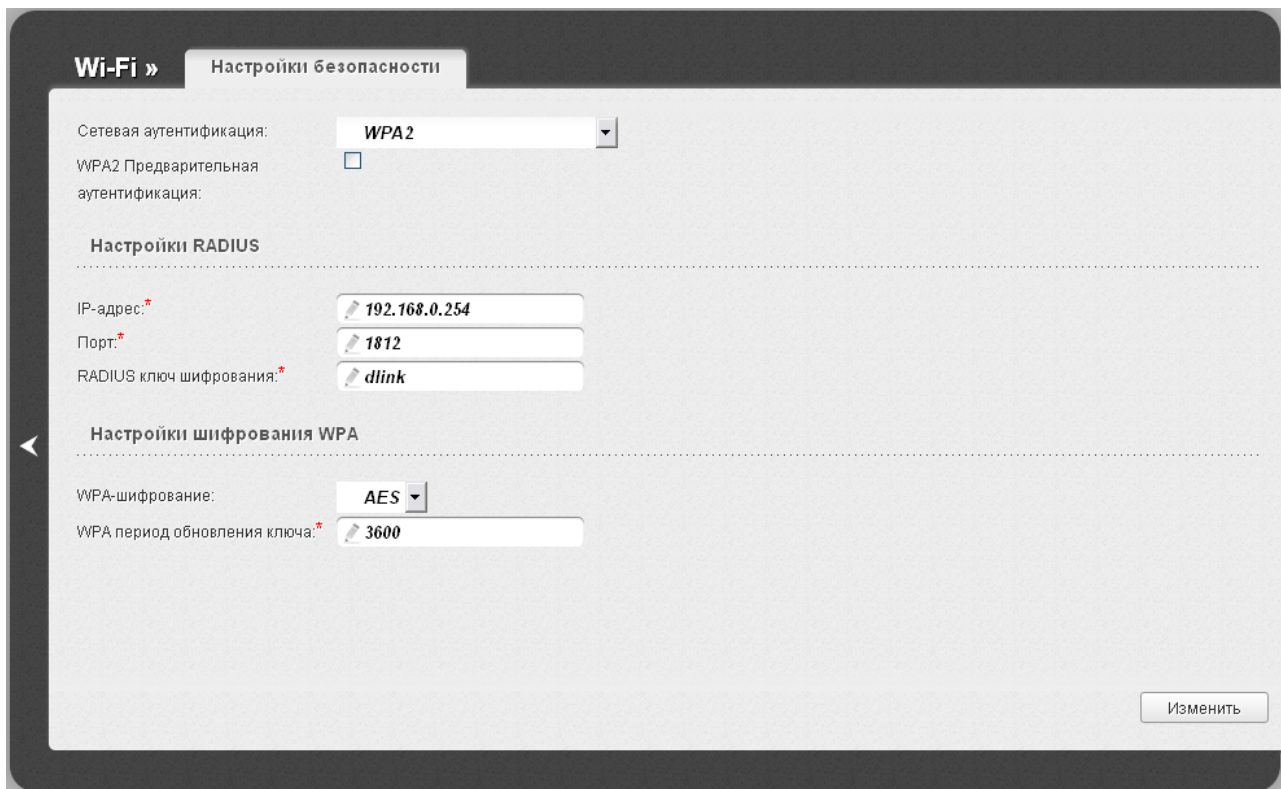 Wi-Fi »
Настройки безопасности
Сетевая аутентификация:
WPA2
WPA2 Предварительная
аутентификация:
Настройки RADIUS
IP-адрес:*
192.168.0.254
Порт:*
1812
RADIUS ключ шифрования:*
dlink
Настройки шифрования WPA
WPA-шифрование:
AES
WPA период обновления ключа:*
3600
Изменить